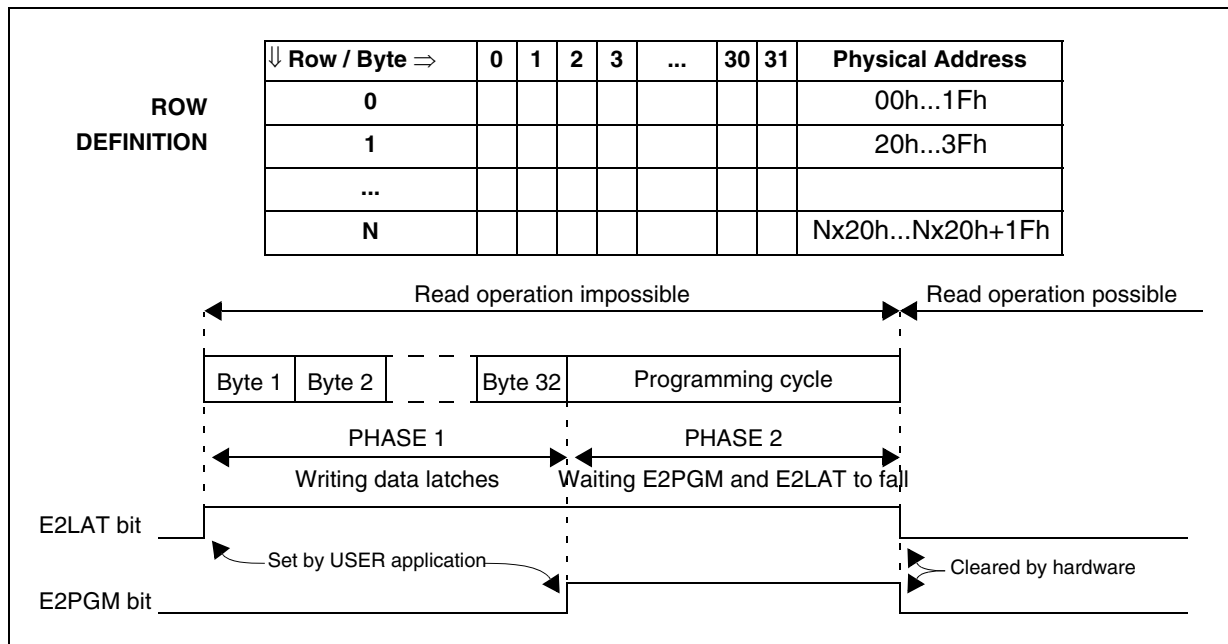 ⇓ Row / Byte ⇒ 0 1 2 3 ... 30 31 Physical Address
ROW
DEFINITION
0 00h...1Fh
1 20h...3Fh
...
N Nx20h...Nx20h+1Fh
Read operation impossible Read operation possible
Byte 1 Byte 2 Byte 32 Programming cycle
PHASE 1 PHASE 2
Writing data latches Waiting E2PGM and E2LAT to fall
E2LAT bit
Set by USER application Cleared by hardware
E2PGM bit